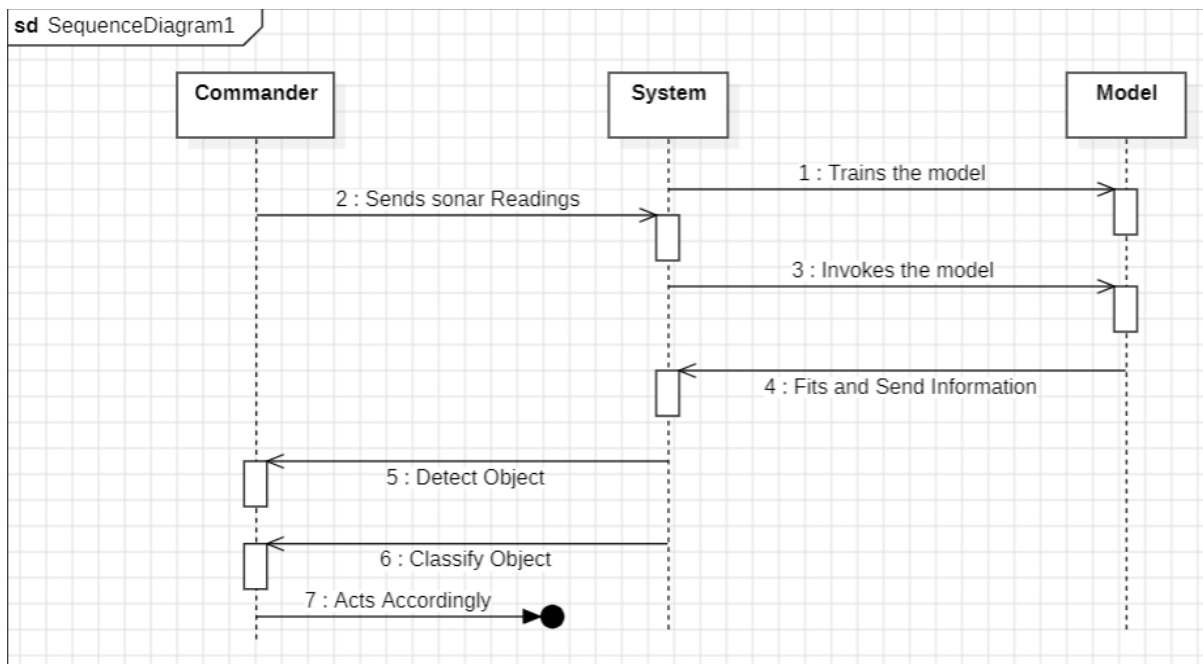 sd SequenceDiagram1
Commander
System
Model
1 : Trains the model
2 : Sends sonar Readings
3 : Invokes the model
4 : Fits and Send Information
5 : Detect Object
6 : Classify Object
7 : Acts Accordingly